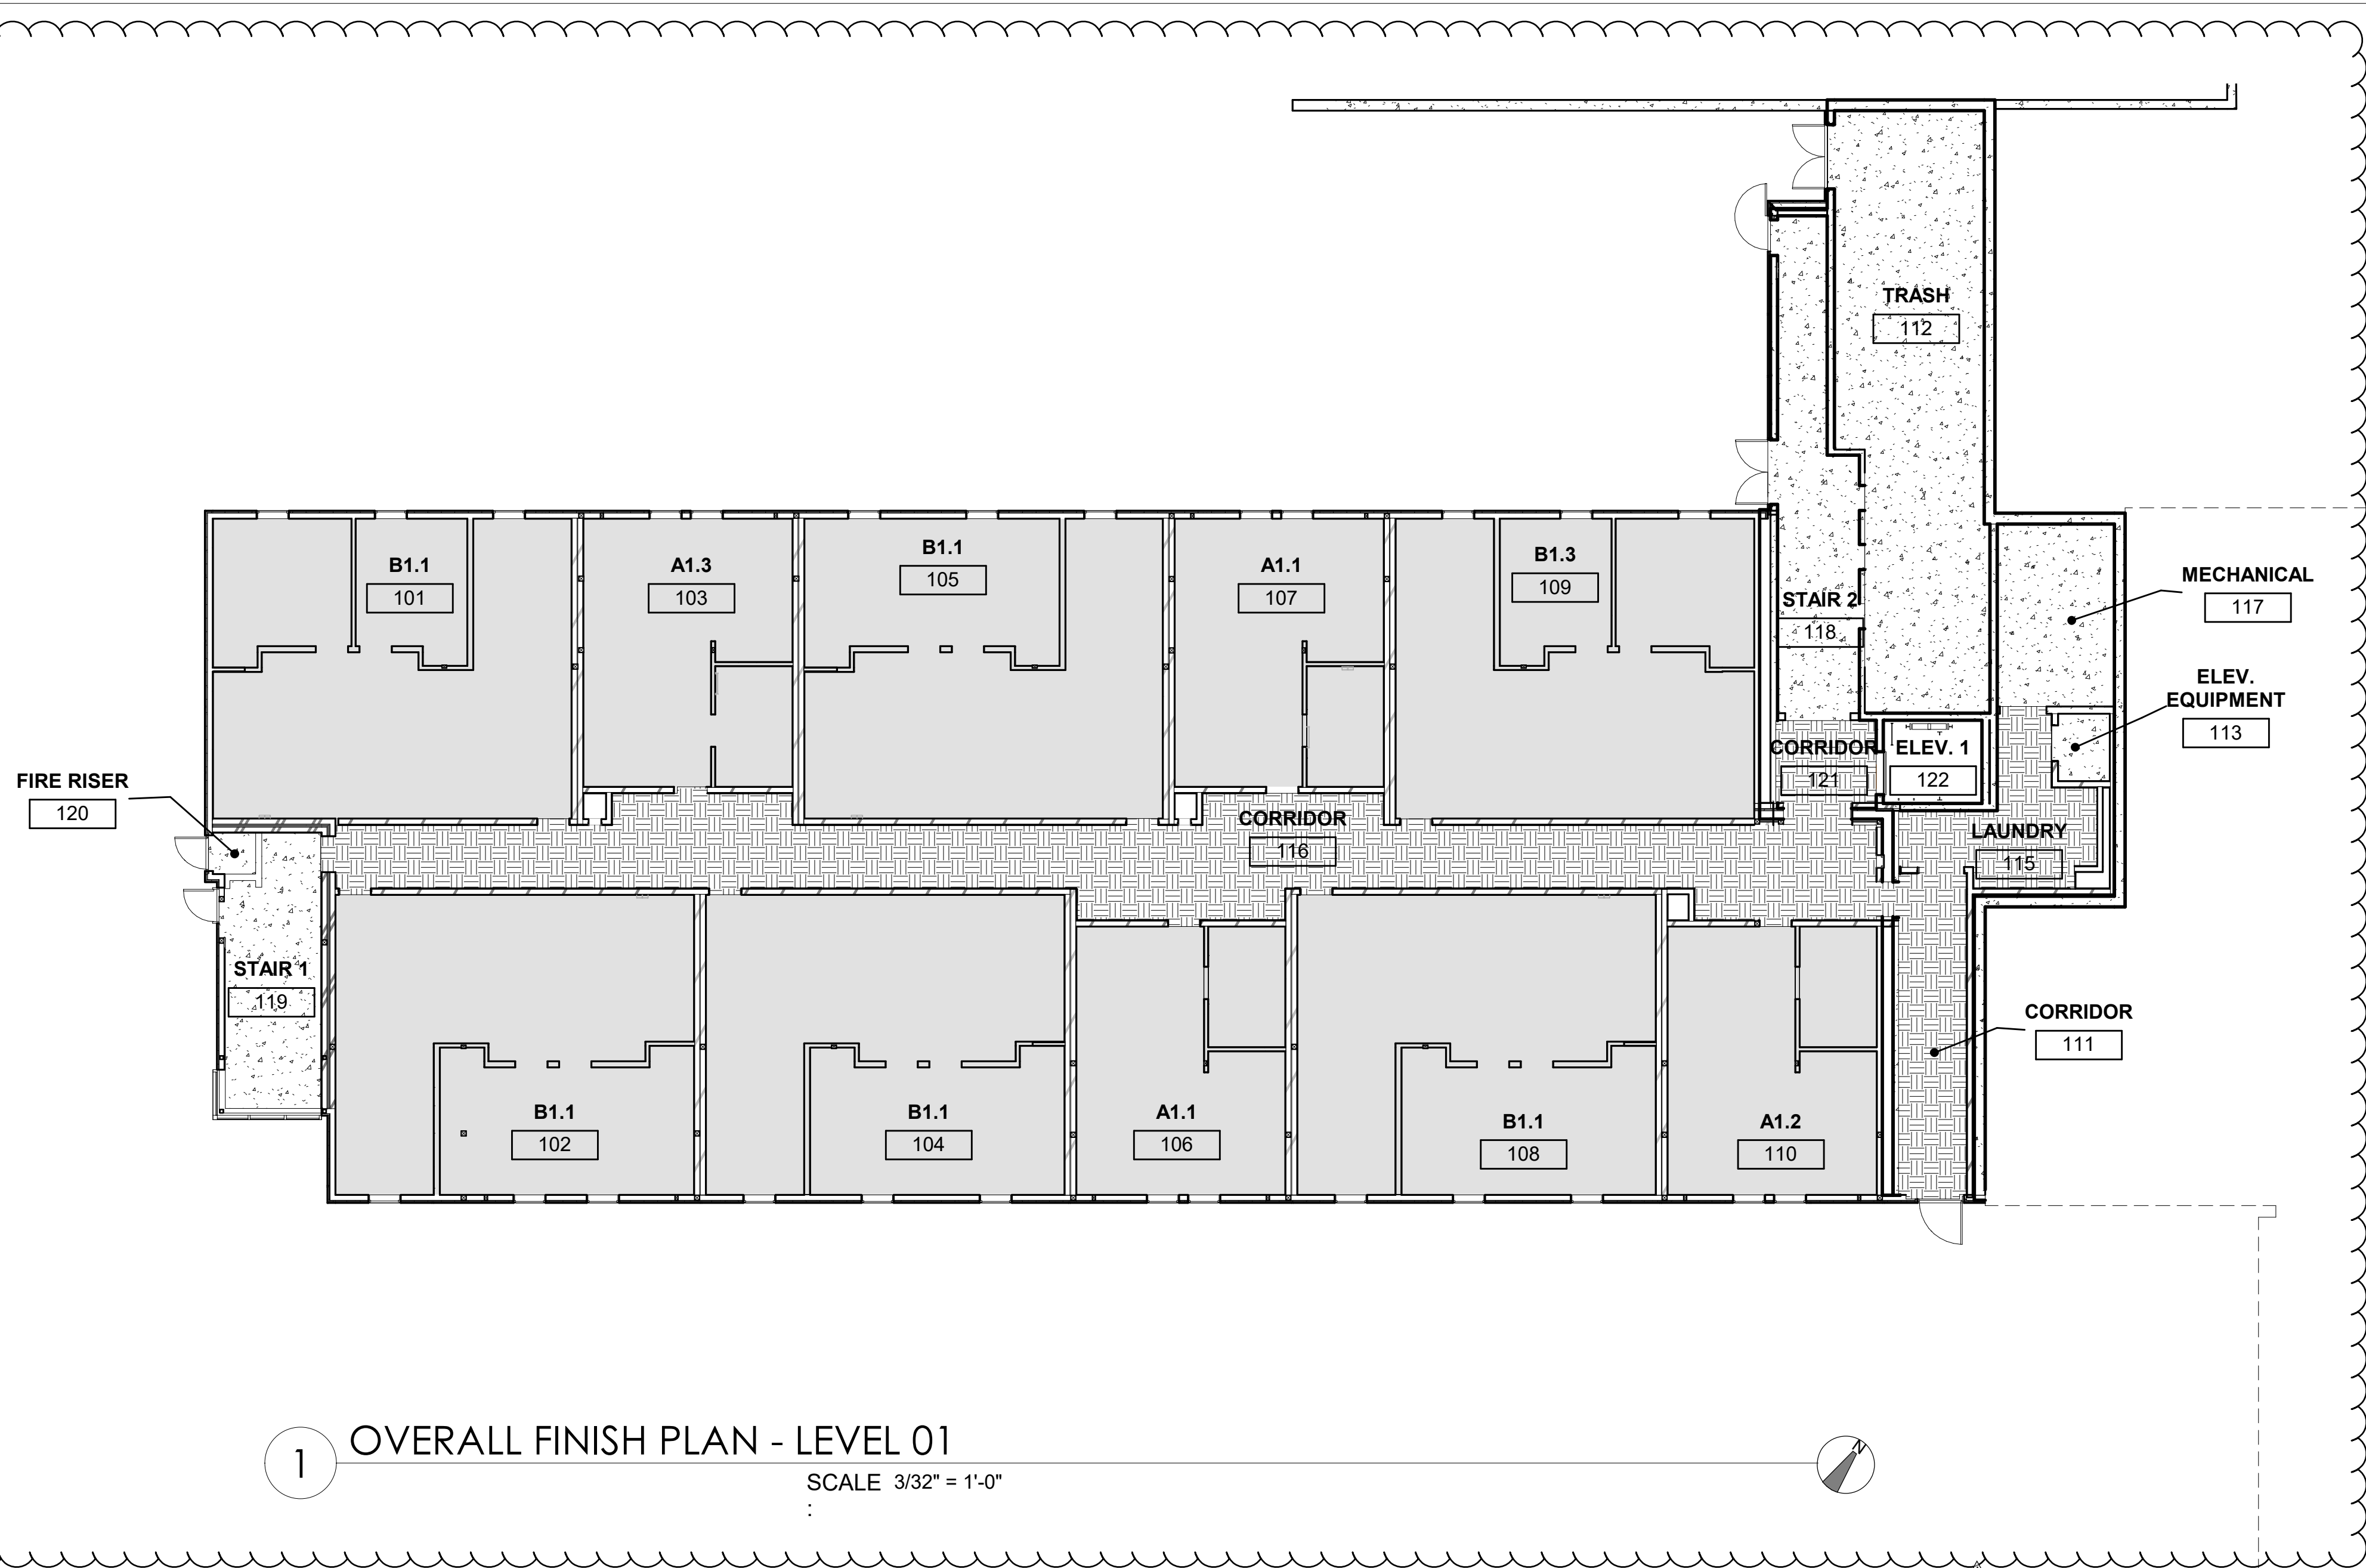 TRASH
112
B1.1
101
A1.3
103
B1.1
105
A1.1
107
B1.3
109
STAIR 2
118
MECHANICAL
117
ELEV.
EQUIPMENT
113
CORRIDOR
121
ELEV. 1
122
FIRE RISER
120
CORRIDOR
116
LAUNDRY
115
STAIR 1
119
CORRIDOR
111
B1.1
102
B1.1
104
A1.1
106
B1.1
108
A1.2
110
1
OVERALL FINISH PLAN - LEVEL 01
SCALE 3/32" = 1'-0"
:
N